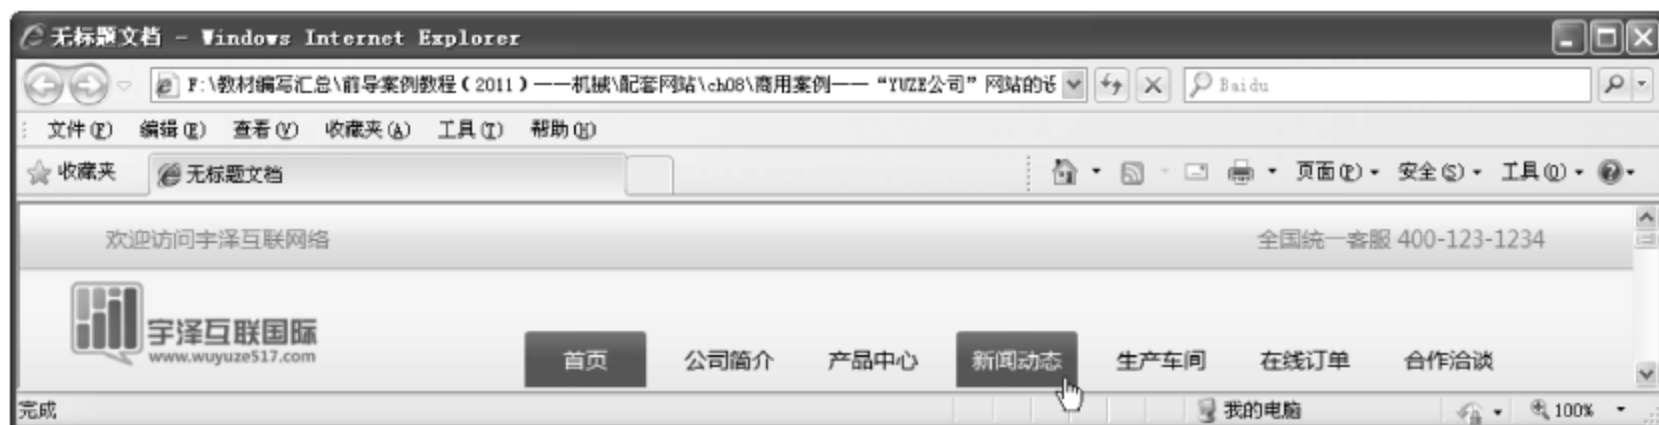 无标题文档 - Windows Internet Explorer
F:\教材编写汇总\前导案例教程(2011)——机械\配套网站\ch08\商用案例——“YUZE公司”网站的设 Baidu
文件(F) 编辑(E) 查看(V) 收藏夹(A) 工具(T) 帮助(H)
收藏夹 无标题文档 页面(P) 安全(S) 工具(O)
欢迎访问宇泽互联网络 全国统一客服 400-123-1234
宇泽互联国际
www.wuyuze517.com
首页 公司简介 产品中心 新闻动态 生产车间 在线订单 合作洽谈
完成 我的电脑 100%